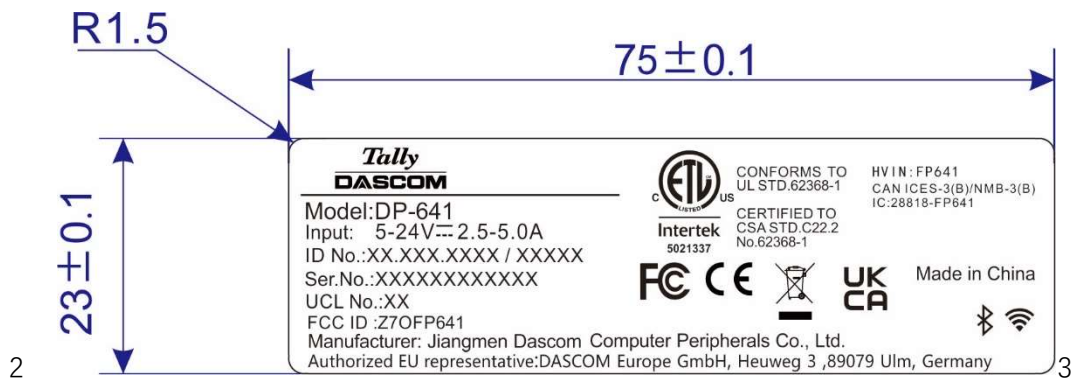 R1.5
75±0.1
23±0.1
Tally
DASCOM
Model:DP-641
Input: 5-24V⎓2.5-5.0A
ID No.:XX.XXX.XXXX / XXXXX
Ser.No.:XXXXXXXXXXXX
UCL No.:XX
FCC ID :Z7OFP641
Manufacturer: Jiangmen Dascom Computer Peripherals Co., Ltd.
Authorized EU representative:DASCOM Europe GmbH, Heuweg 3 ,89079 Ulm, Germany
ETL
LISTED
C
US
Intertek
5021337
CONFORMS TO
UL STD.62368-1
CERTIFIED TO
CSA STD.C22.2
No.62368-1
HVIN:FP641
CAN ICES-3(B)/NMB-3(B)
IC:28818-FP641
FC CE UK
CA
Made in China
2
3